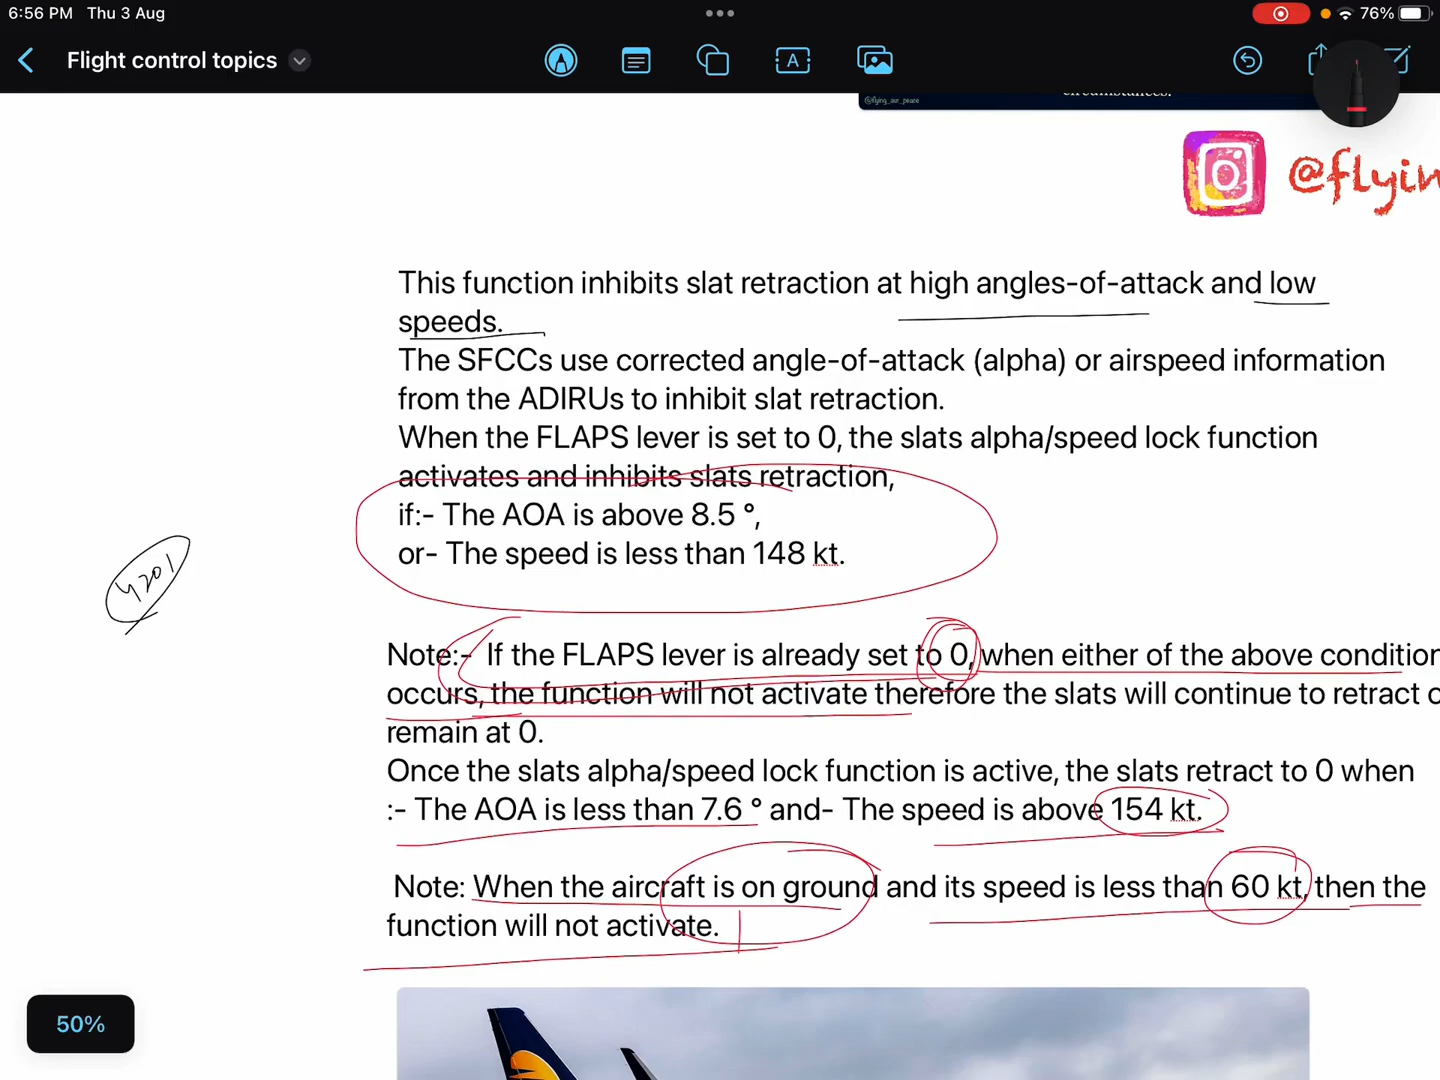 6:56 PM Thu 3 Aug
76%
Flight control topics
A
circumstances.
@flying_aur_peace
@flyin
This function inhibits slat retraction at high angles-of-attack and low
speeds.
The SFCCs use corrected angle-of-attack (alpha) or airspeed information
from the ADIRUs to inhibit slat retraction.
When the FLAPS lever is set to 0, the slats alpha/speed lock function
activates and inhibits slats retraction,
if:- The AOA is above 8.5 °,
or- The speed is less than 148 kt.
Note:- If the FLAPS lever is already set to 0, when either of the above condition
occurs, the function will not activate therefore the slats will continue to retract o
remain at 0.
Once the slats alpha/speed lock function is active, the slats retract to 0 when
:- The AOA is less than 7.6 ° and- The speed is above 154 kt.
Note: When the aircraft is on ground and its speed is less than 60 kt, then the
function will not activate.
50%